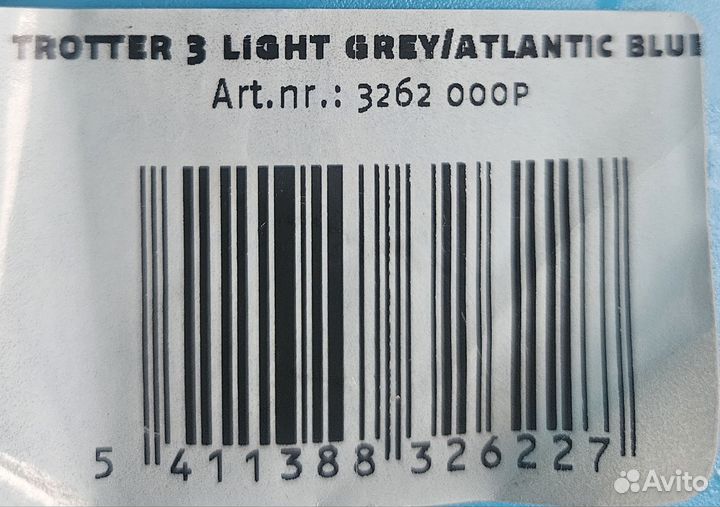 TROTTER 3 LIGHT GREY/ATLANTIC BLUE
Art.nr.: 3262 000P
5 411388 326227
Avito